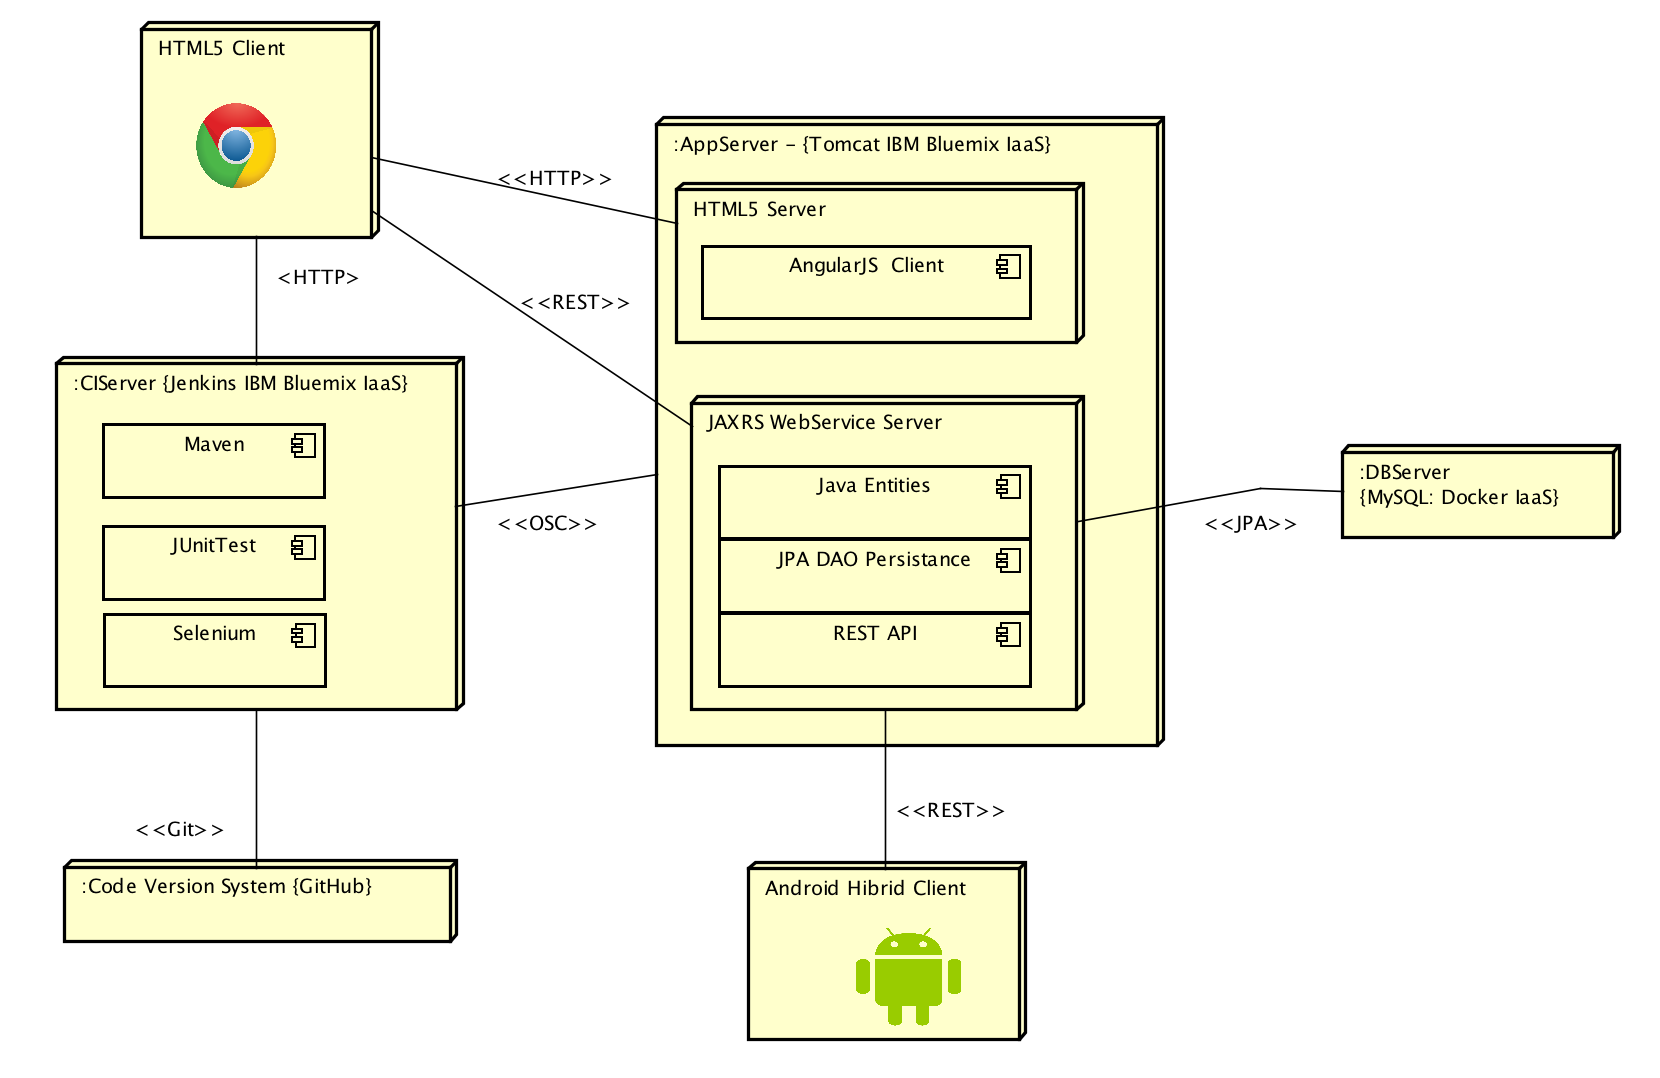 HTML5 Client
:AppServer - {Tomcat IBM Bluemix IaaS}
<<HTTP>>
HTML5 Server
AngularJS  Client
<HTTP>
<<REST>>
:CIServer {Jenkins IBM Bluemix IaaS}
Maven
JUnitTest
Selenium
<<OSC>>
JAXRS WebService Server
Java Entities
JPA DAO Persistance
REST API
<<JPA>>
:DBServer
{MySQL: Docker IaaS}
<<Git>>
:Code Version System {GitHub}
<<REST>>
Android Hibrid Client